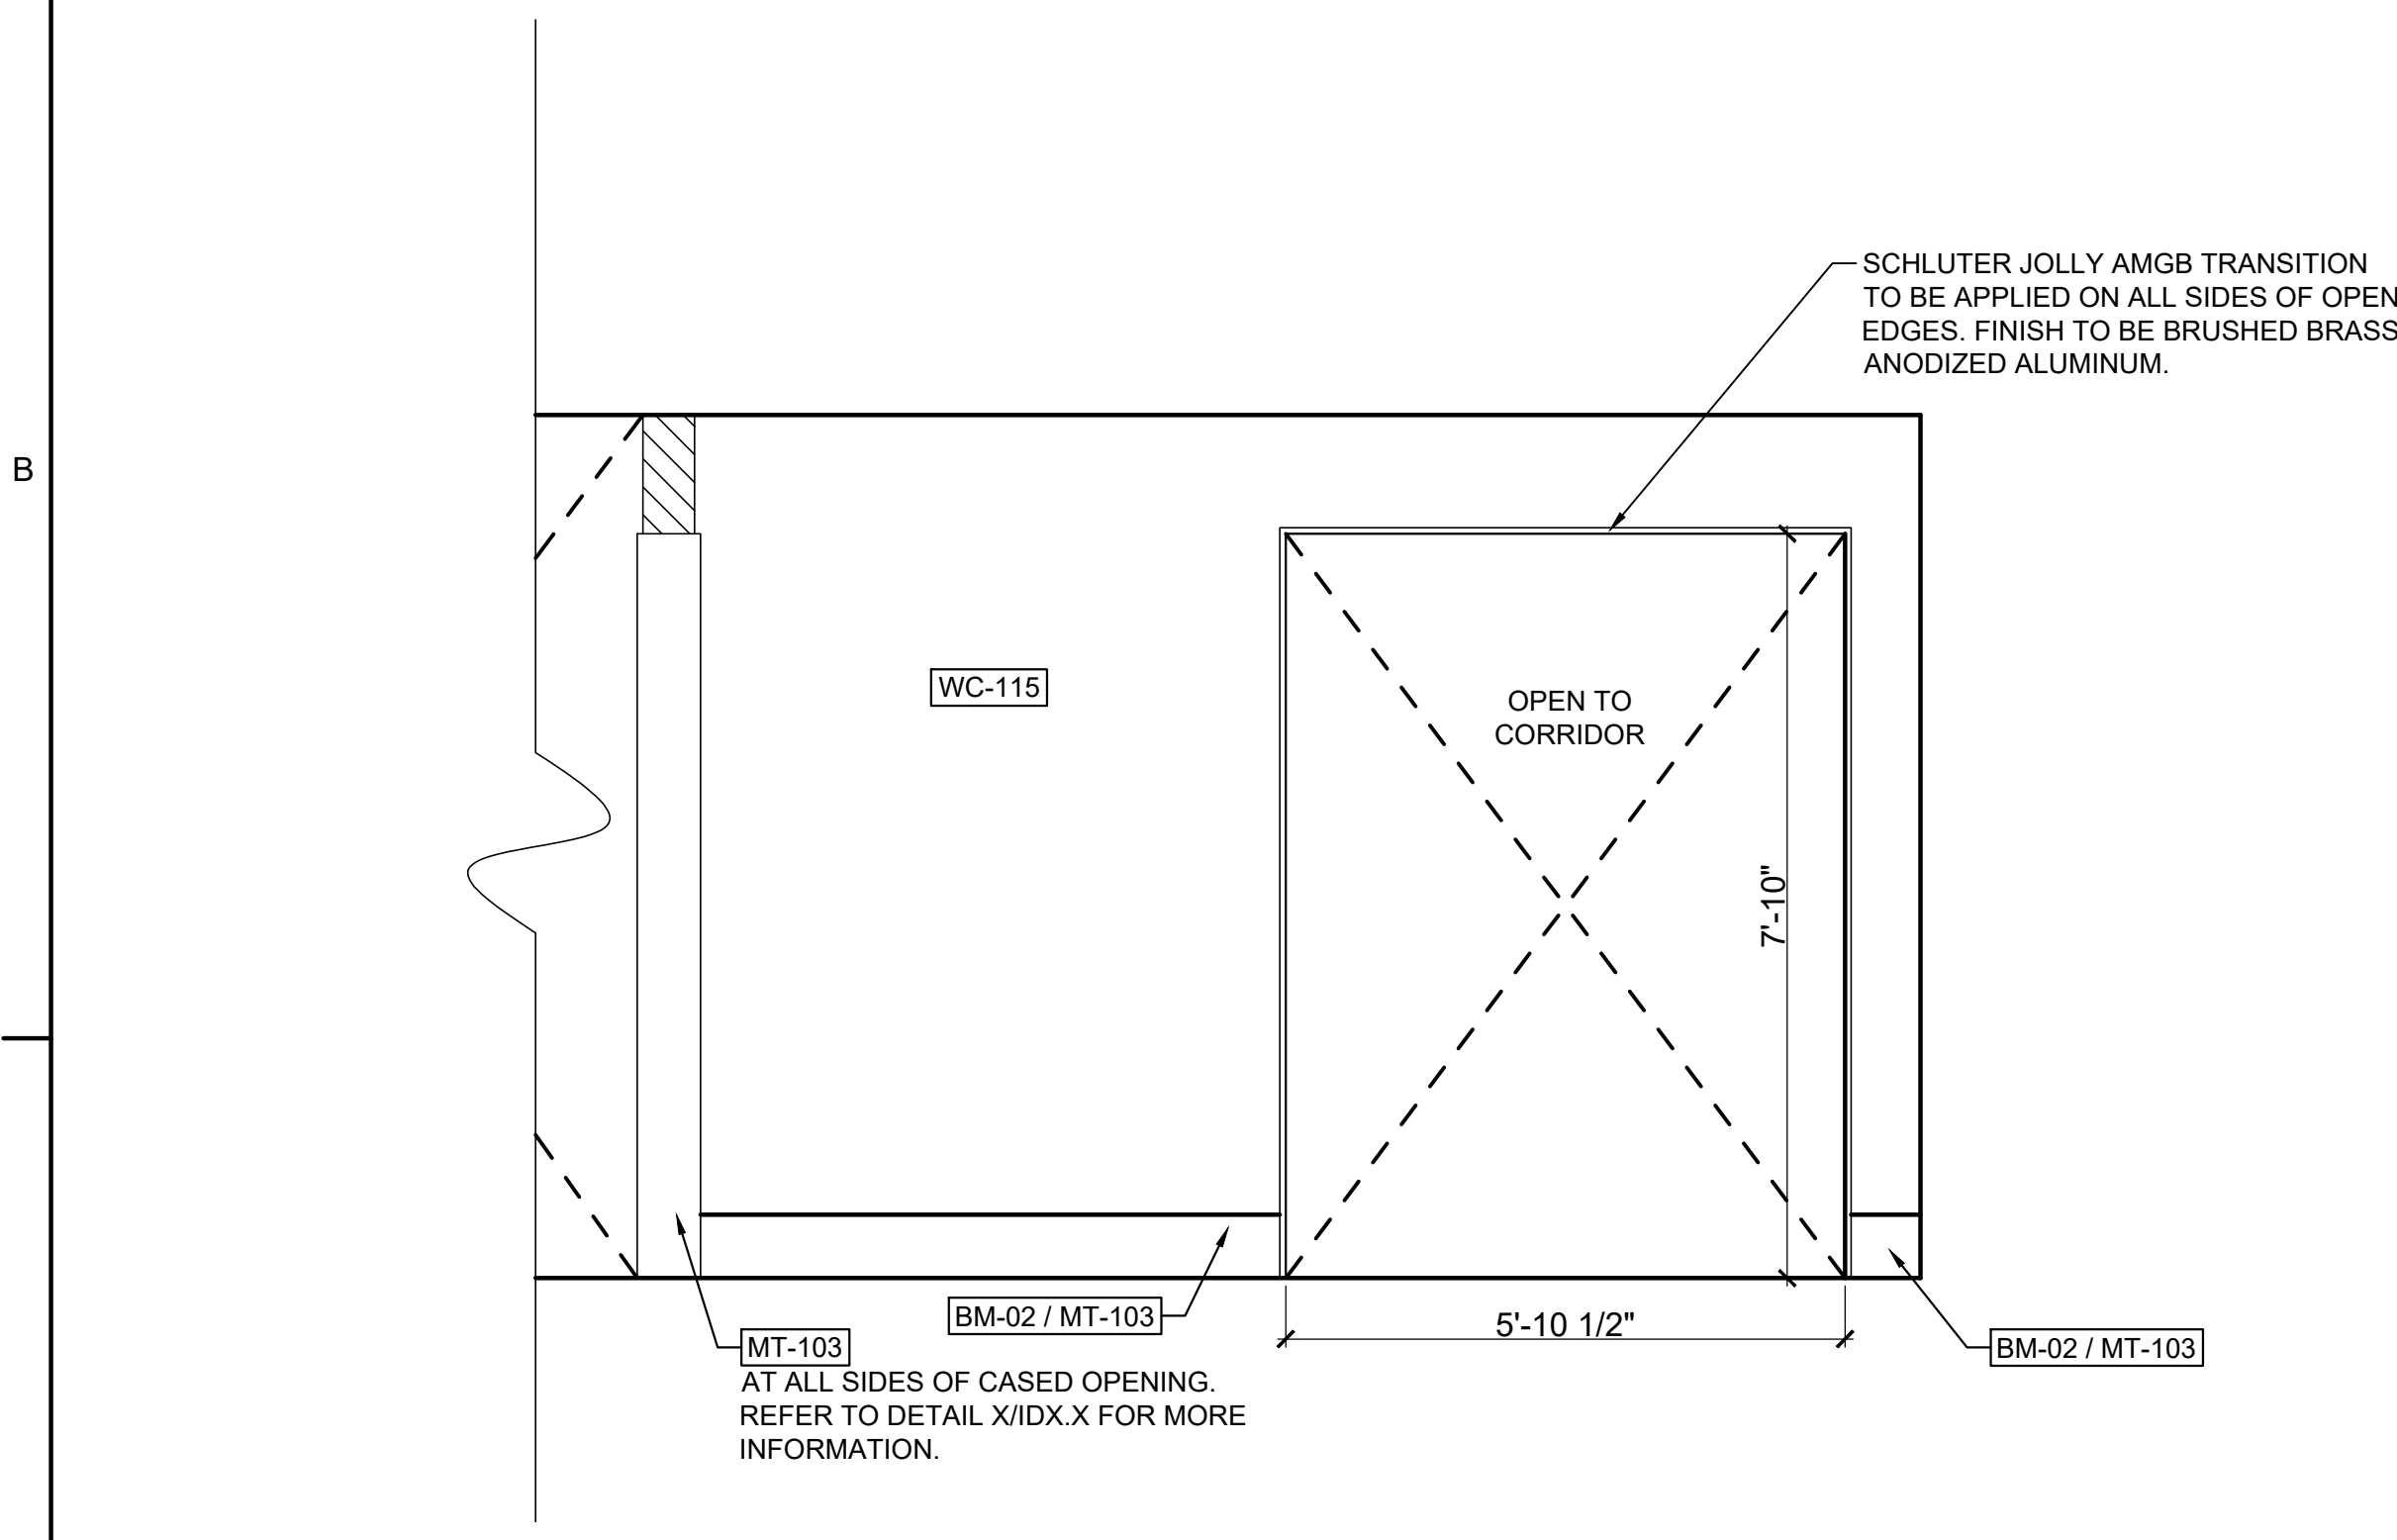 SCHLUTER JOLLY AMGB TRANSITION
TO BE APPLIED ON ALL SIDES OF OPEN
EDGES. FINISH TO BE BRUSHED BRASS
ANODIZED ALUMINUM.
B
WC-115
OPEN TO
CORRIDOR
7'-10"
BM-02 / MT-103
5'-10 1/2"
MT-103
BM-02 / MT-103
AT ALL SIDES OF CASED OPENING.
REFER TO DETAIL X/IDX.X FOR MORE
INFORMATION.